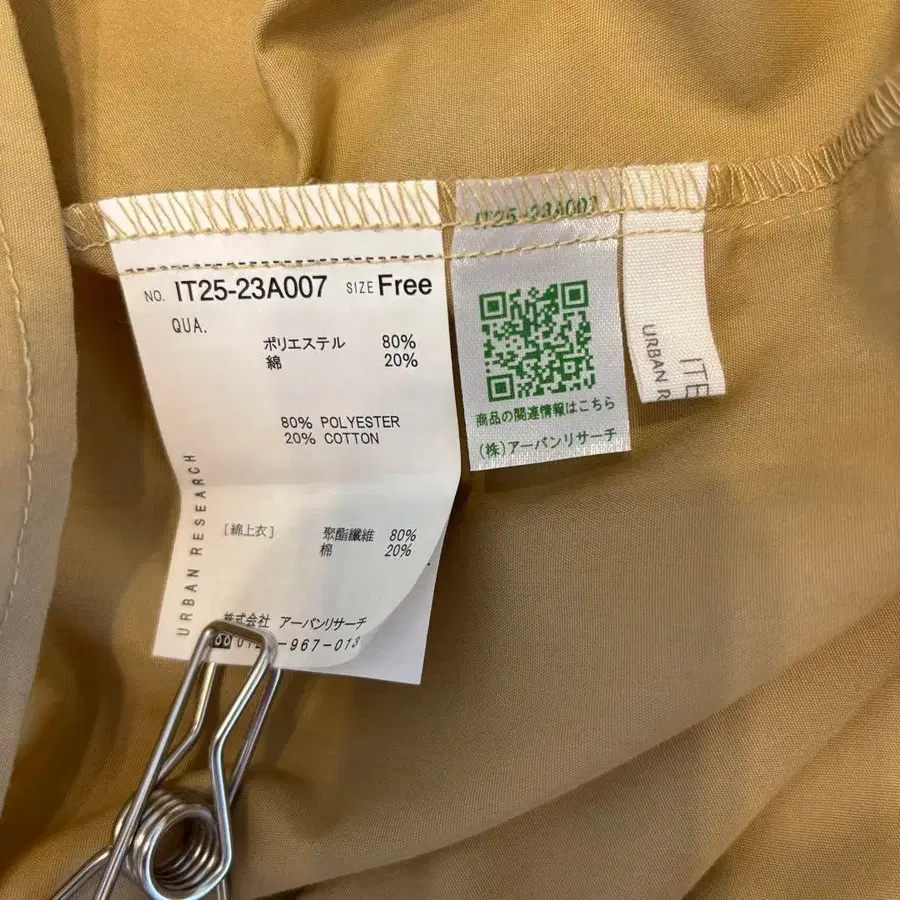 NO. IT25-23A007 SIZE Free
QUA.
ポリエステル 80%
綿 20%
80% POLYESTER
20% COTTON
[綿上衣] 聚酯纖維 80%
棉 20%
URBAN RESEARCH
株式会社 アーバンリサーチ
-967-013
IT25-23A007
商品の関連情報はこちら
(株)アーバンリサーチ
ITE
URBAN R